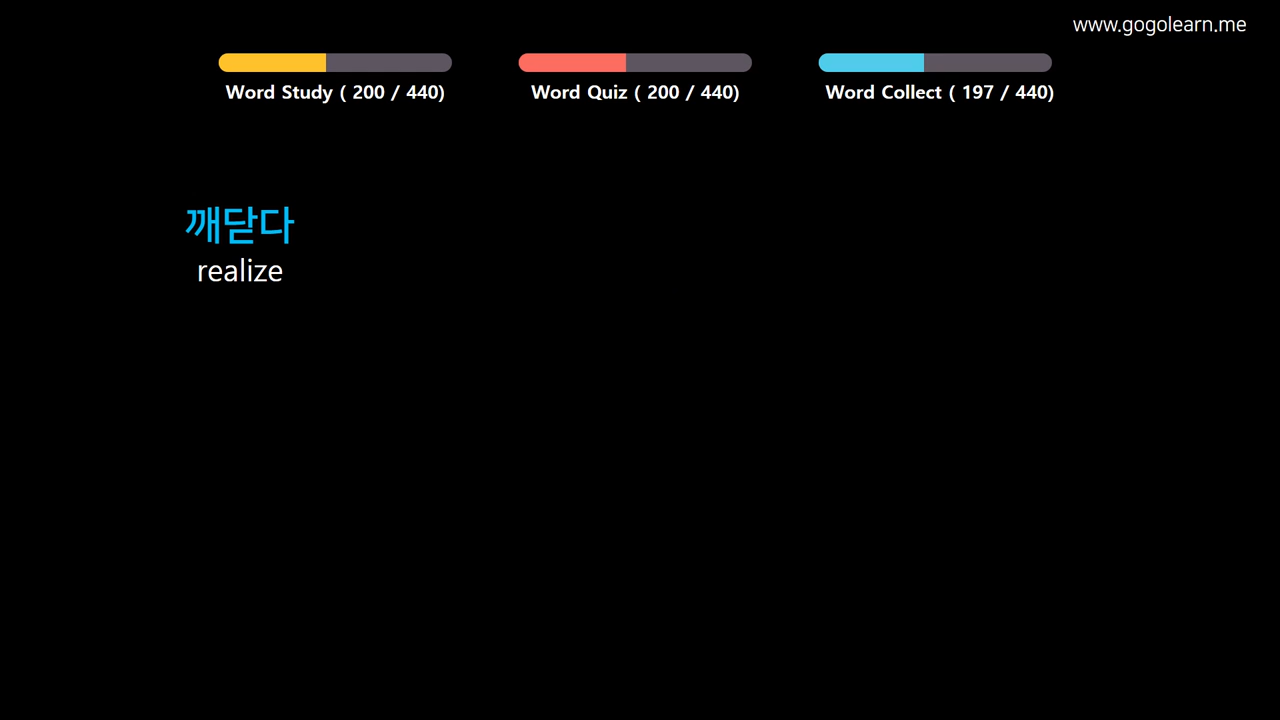 www.gogolearn.me
Word Study ( 200 / 440)
Word Quiz ( 200 / 440)
Word Collect ( 197 / 440)
깨닫다
realize